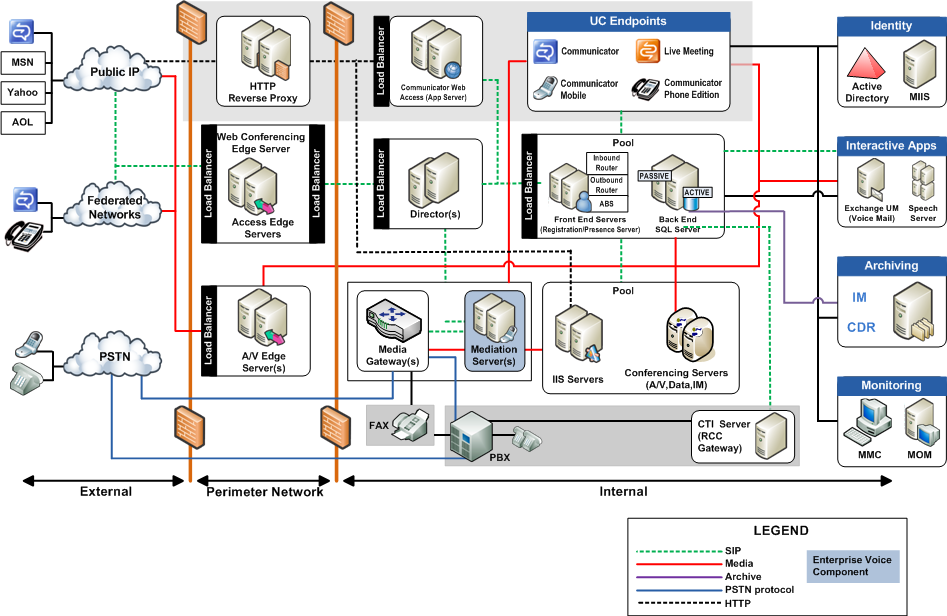 MSN
Yahoo
AOL
Public IP
Federated
Networks
PSTN
HTTP
Reverse Proxy
Load Balancer
Communicator Web
Access (App Server)
UC Endpoints
Communicator
Live Meeting
Communicator
Mobile
Communicator
Phone Edition
Identity
Active
Directory
MIIS
Load Balancer
Web Conferencing
Edge Server
Access Edge
Servers
Load Balancer
Load Balancer
Director(s)
Load Balancer
Pool
Inbound
Router
Outbound
Router
ABS
Front End Servers
(Registration/Presence Server)
PASSIVE
ACTIVE
Back End
SQL Server
Interactive Apps
Exchange UM
(Voice Mail)
Speech
Server
Load Balancer
A/V Edge
Server(s)
Media
Gateway(s)
Mediation
Server(s)
Pool
IIS Servers
Conferencing Servers
(A/V,Data,IM)
Archiving
IM
CDR
FAX
PBX
CTI Server
(RCC
Gateway)
Monitoring
MMC
MOM
External
Perimeter Network
Internal
LEGEND
SIP
Media
Archive
PSTN protocol
HTTP
Enterprise Voice
Component